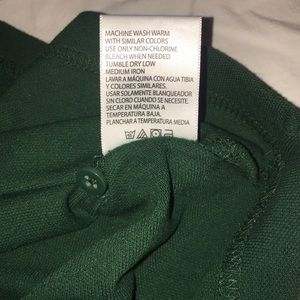 MACHINE WASH WARM
WITH SIMILAR COLORS
USE ONLY NON-CHLORINE
BLEACH WHEN NEEDED
TUMBLE DRY LOW
MEDIUM IRON
LAVAR A MÁQUINA CON AGUA TIBIA
Y COLORES SIMILARES.
USAR SOLAMENTE BLANQUEADOR
SIN CLORO CUANDO SE NECESITE.
SECAR EN MÁQUINA A
TEMPERATURA BAJA.
PLANCHAR A TEMPERATURA MEDIA